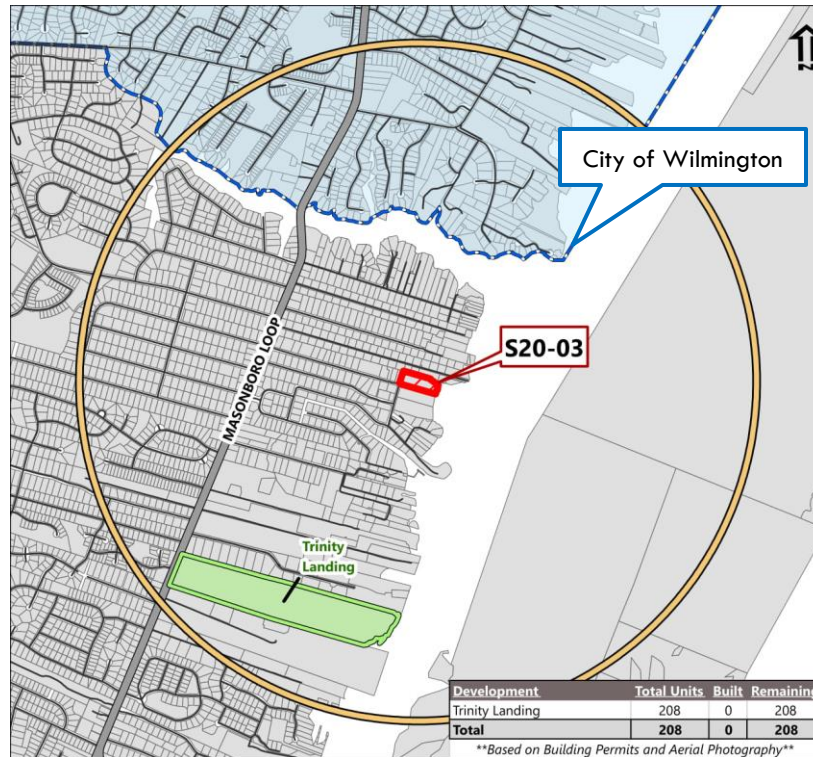 N
City of Wilmington
S20-03
MASONBORO LOOP
Trinity
Landing
Development Total Units Built Remaining
Trinity Landing 208 0 208
Total 208 0 208
**Based on Building Permits and Aerial Photography**